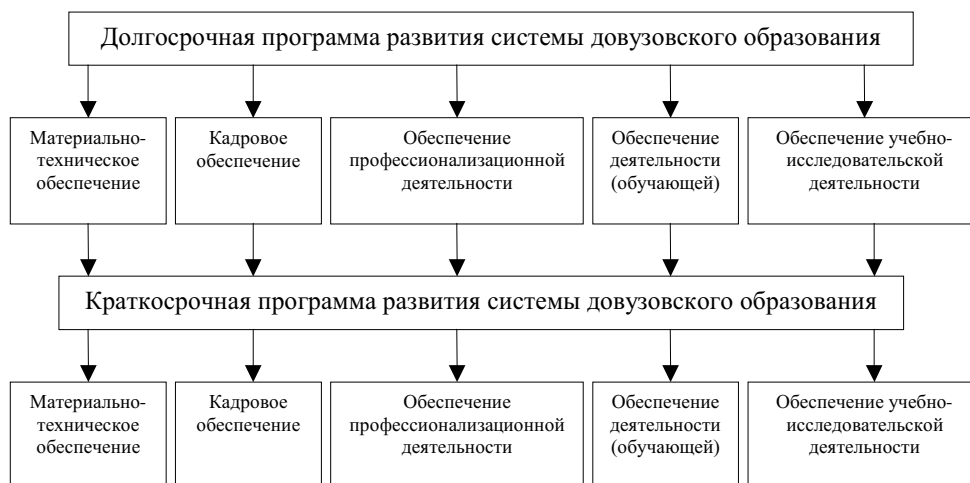 Долгосрочная программа развития системы довузовского образования
Материально-
техническое
обеспечение
Кадровое
обеспечение
Обеспечение
профессионализационной
деятельности
Обеспечение
деятельности
(обучающей)
Обеспечение учебно-
исследовательской
деятельности
Краткосрочная программа развития системы довузовского образования
Материально-
техническое
обеспечение
Кадровое
обеспечение
Обеспечение
профессионализационной
деятельности
Обеспечение
деятельности
(обучающей)
Обеспечение учебно-
исследовательской
деятельности